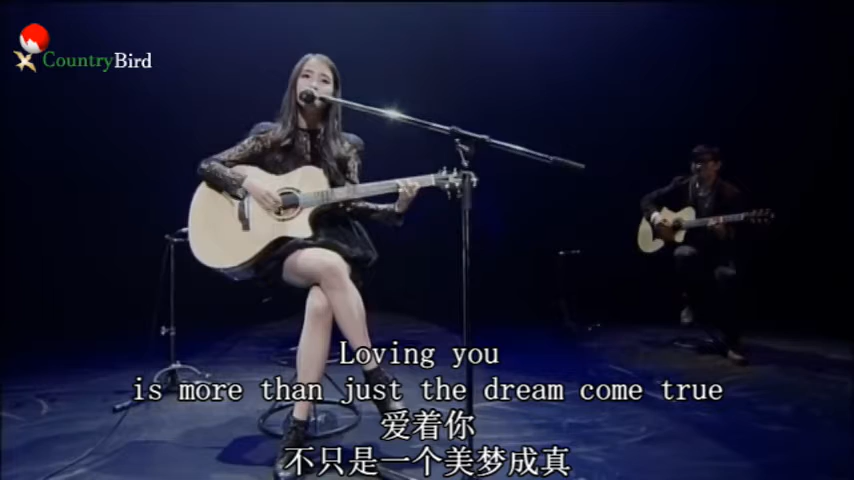 CountryBird
Loving you
is more than just the dream come true
爱着你
不只是一个美梦成真